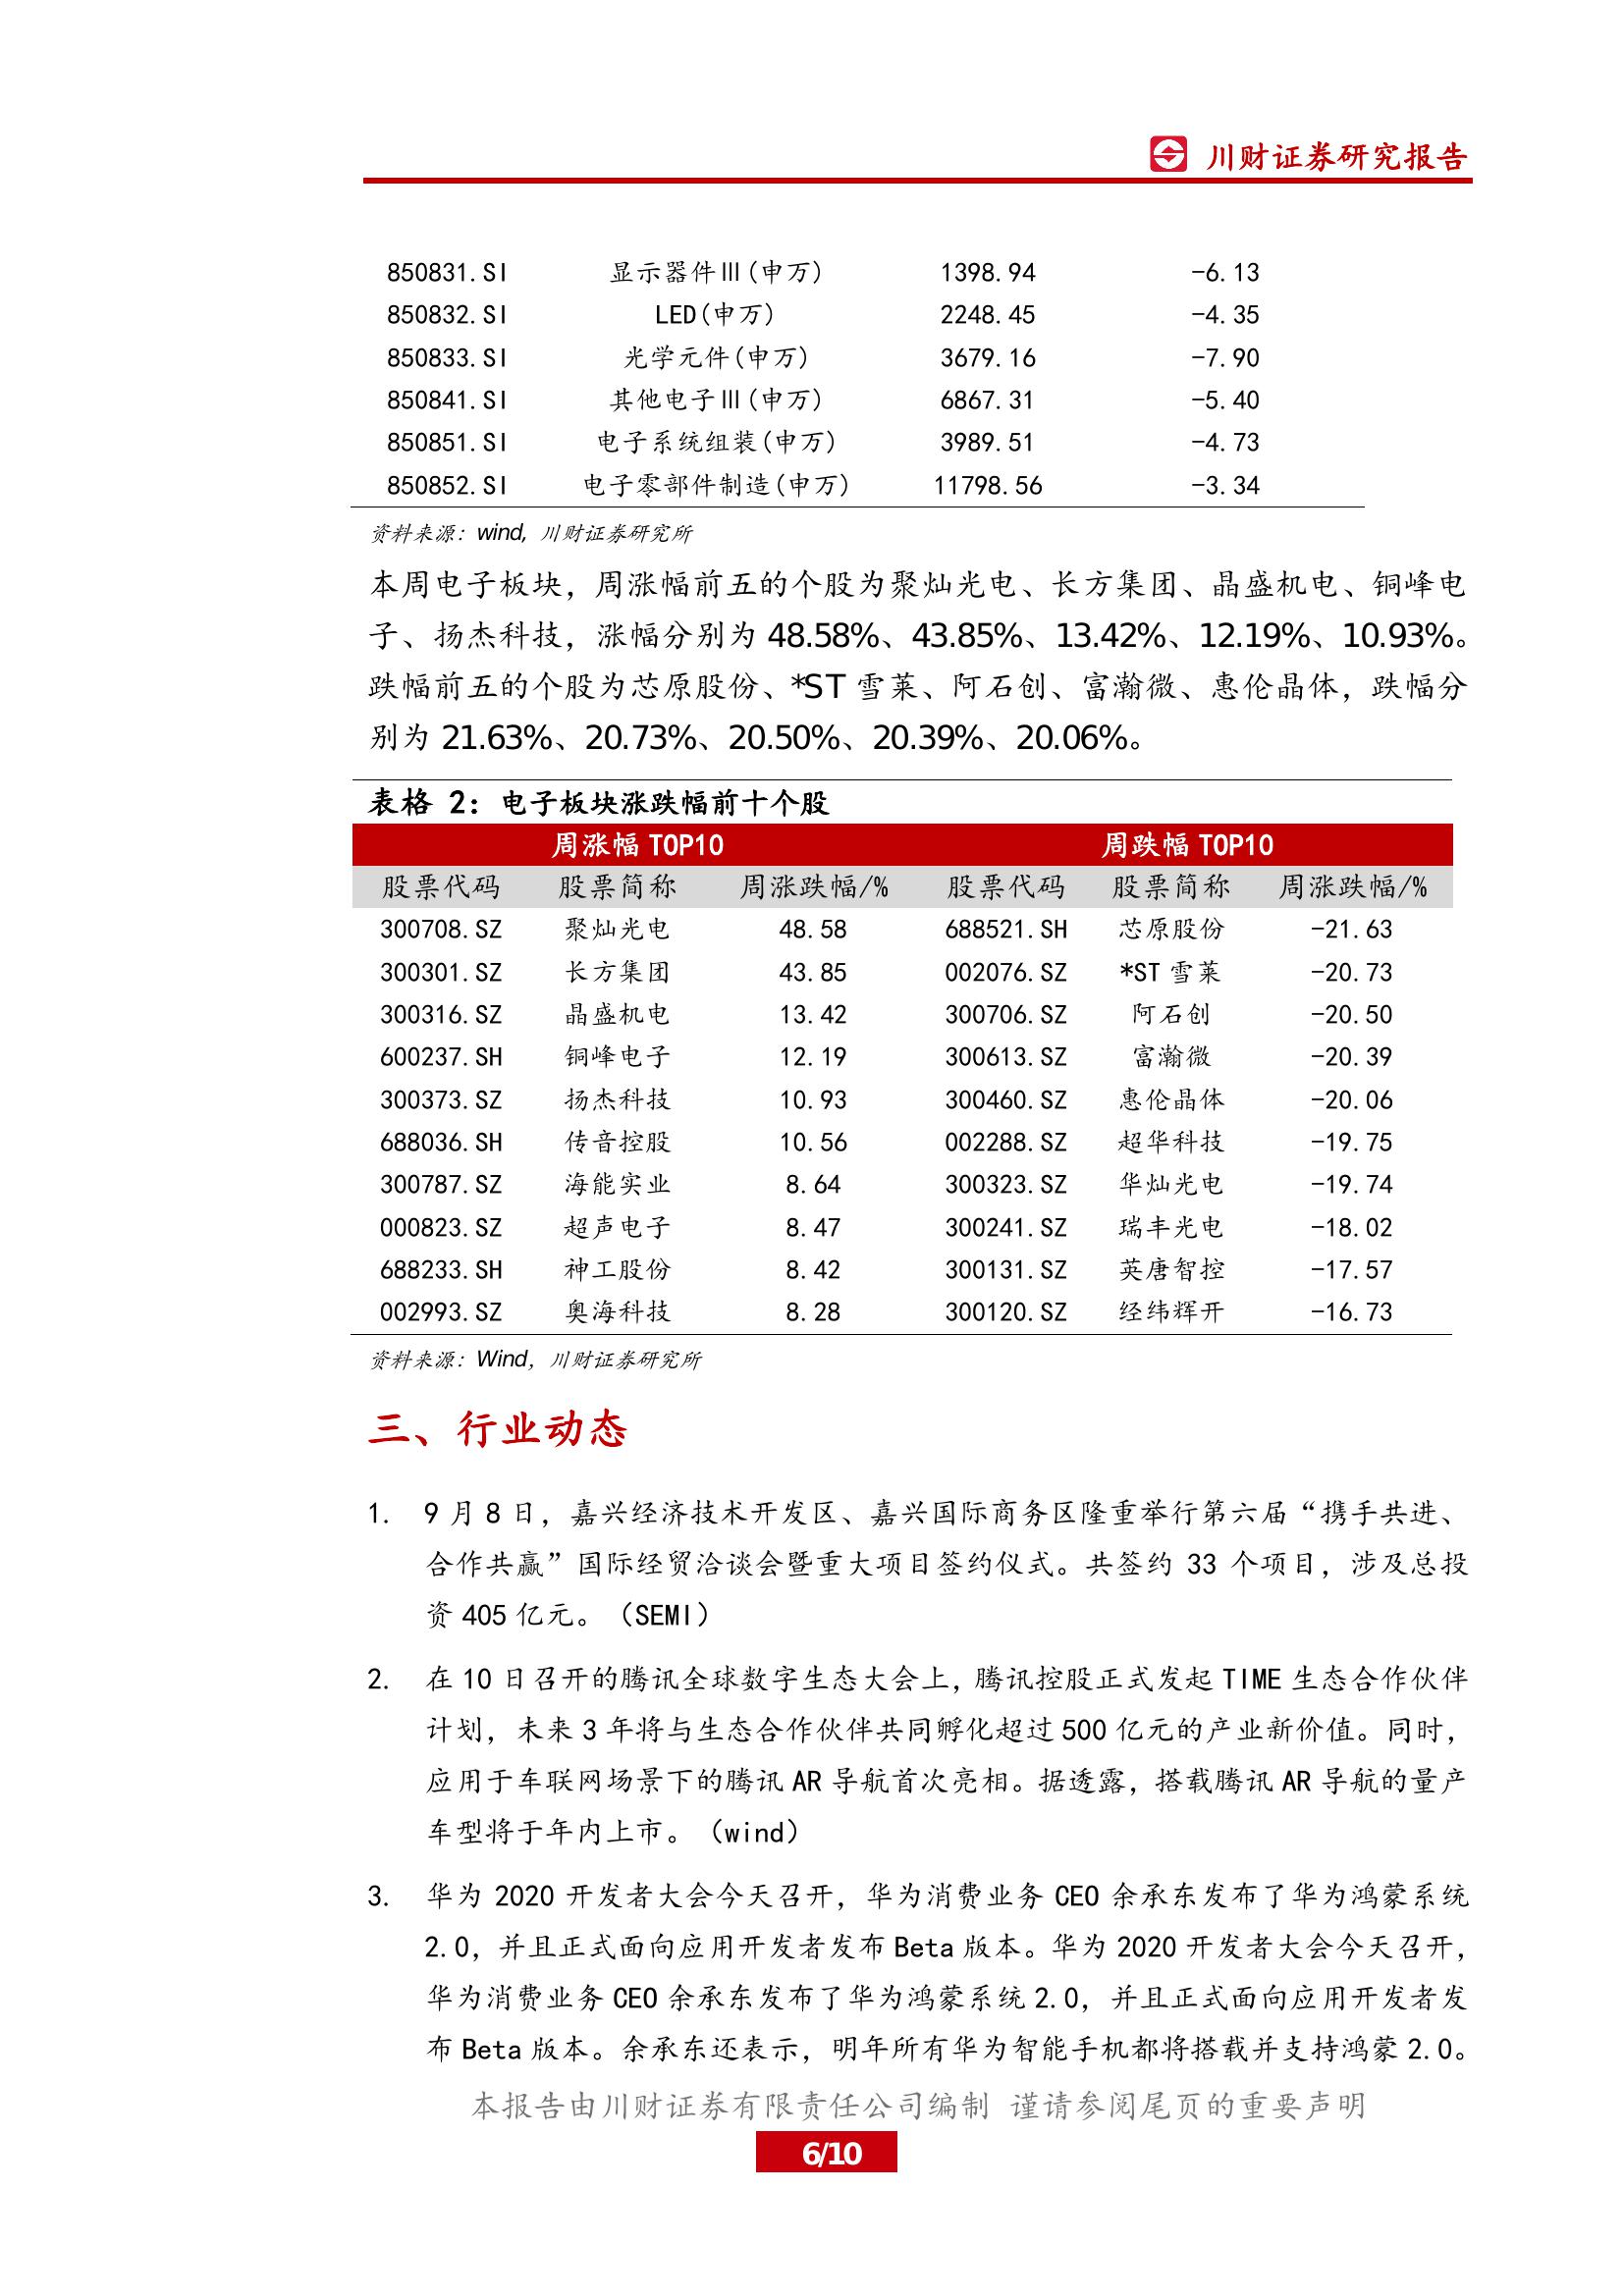 川财证券研究报告
850831.SI 显示器件Ⅲ(申万) 1398.94 -6.13
850832.SI LED(申万) 2248.45 -4.35
850833.SI 光学元件(申万) 3679.16 -7.90
850841.SI 其他电子Ⅲ(申万) 6867.31 -5.40
850851.SI 电子系统组装(申万) 3989.51 -4.73
850852.SI 电子零部件制造(申万) 11798.56 -3.34
资料来源：wind，川财证券研究所
本周电子板块，周涨幅前五的个股为聚灿光电、长方集团、晶盛机电、铜峰电
子、扬杰科技，涨幅分别为 48.58%、43.85%、13.42%、12.19%、10.93%。
跌幅前五的个股为芯原股份、*ST 雪莱、阿石创、富瀚微、惠伦晶体，跌幅分
别为 21.63%、20.73%、20.50%、20.39%、20.06%。
表格 2：电子板块涨跌幅前十个股
周涨幅 TOP10 周跌幅 TOP10
股票代码 股票简称 周涨跌幅/% 股票代码 股票简称 周涨跌幅/%
300708.SZ 聚灿光电 48.58 688521.SH 芯原股份 -21.63
300301.SZ 长方集团 43.85 002076.SZ *ST 雪莱 -20.73
300316.SZ 晶盛机电 13.42 300706.SZ 阿石创 -20.50
600237.SH 铜峰电子 12.19 300613.SZ 富瀚微 -20.39
300373.SZ 扬杰科技 10.93 300460.SZ 惠伦晶体 -20.06
688036.SH 传音控股 10.56 002288.SZ 超华科技 -19.75
300787.SZ 海能实业 8.64 300323.SZ 华灿光电 -19.74
000823.SZ 超声电子 8.47 300241.SZ 瑞丰光电 -18.02
688233.SH 神工股份 8.42 300131.SZ 英唐智控 -17.57
002993.SZ 奥海科技 8.28 300120.SZ 经纬辉开 -16.73
资料来源：Wind，川财证券研究所
三、行业动态
1. 9 月 8 日，嘉兴经济技术开发区、嘉兴国际商务区隆重举行第六届“携手共进、
合作共赢”国际经贸洽谈会暨重大项目签约仪式。共签约 33 个项目，涉及总投
资 405 亿元。（SEMI）
2. 在 10 日召开的腾讯全球数字生态大会上，腾讯控股正式发起 TIME 生态合作伙伴
计划，未来 3 年将与生态合作伙伴共同孵化超过 500 亿元的产业新价值。同时，
应用于车联网场景下的腾讯 AR 导航首次亮相。据透露，搭载腾讯 AR 导航的量产
车型将于年内上市。（wind）
3. 华为 2020 开发者大会今天召开，华为消费业务 CEO 余承东发布了华为鸿蒙系统
2.0，并且正式面向应用开发者发布 Beta 版本。华为 2020 开发者大会今天召开，
华为消费业务 CEO 余承东发布了华为鸿蒙系统 2.0，并且正式面向应用开发者发
布 Beta 版本。余承东还表示，明年所有华为智能手机都将搭载并支持鸿蒙 2.0。
本报告由川财证券有限责任公司编制 谨请参阅尾页的重要声明
6/10